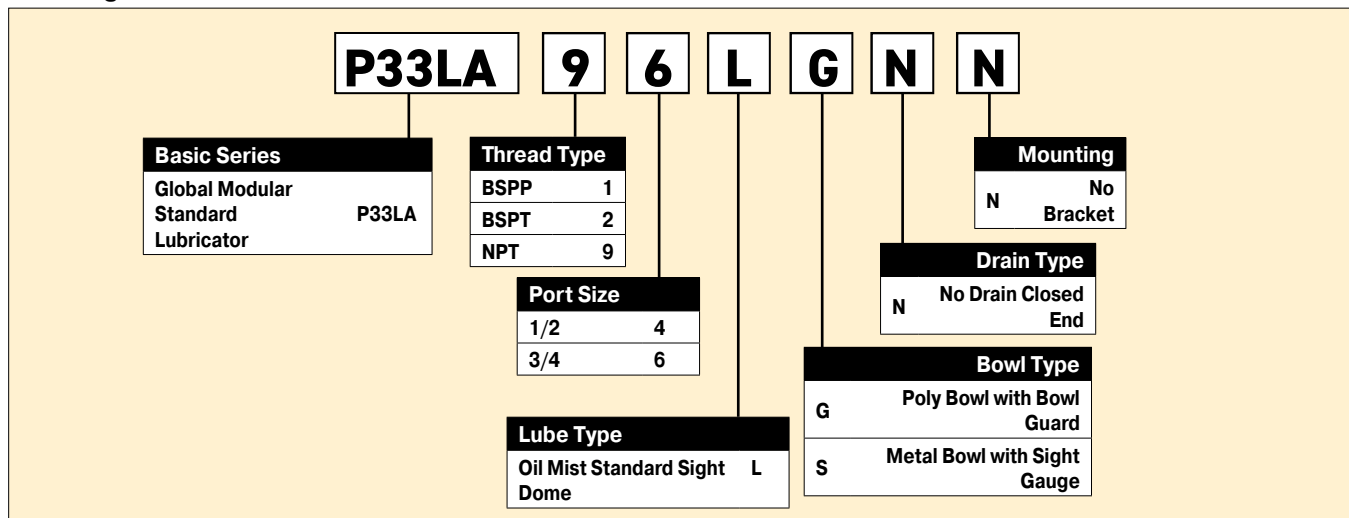 P33LA 9 6 L G N N
Basic Series
Global Modular
Standard P33LA
Lubricator
Thread Type
BSPP 1
BSPT 2
NPT 9
Port Size
1/2 4
3/4 6
Lube Type
Oil Mist Standard Sight L
Dome
Mounting
N No
Bracket
Drain Type
N No Drain Closed
End
Bowl Type
G Poly Bowl with Bowl
Guard
S Metal Bowl with Sight
Gauge